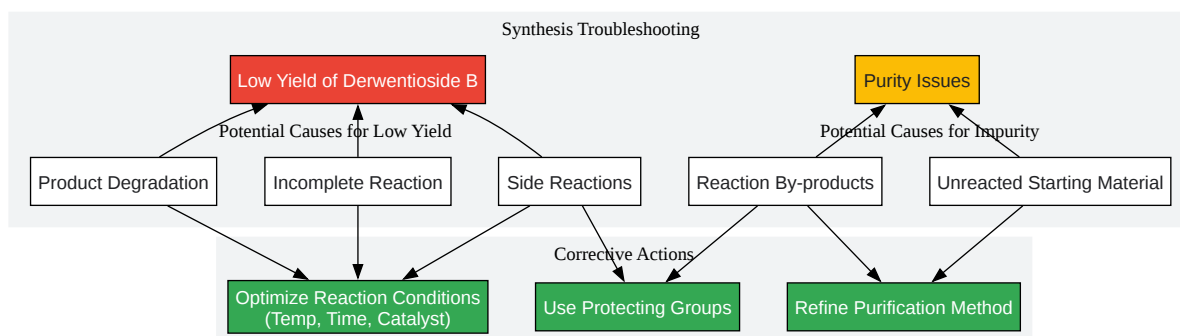 Synthesis Troubleshooting
Low Yield of Derwentioside B
Purity Issues
Potential Causes for Low Yield
Potential Causes for Impurity
Product Degradation
Incomplete Reaction
Side Reactions
Reaction By-products
Unreacted Starting Material
Corrective Actions
Optimize Reaction Conditions
(Temp, Time, Catalyst)
Use Protecting Groups
Refine Purification Method